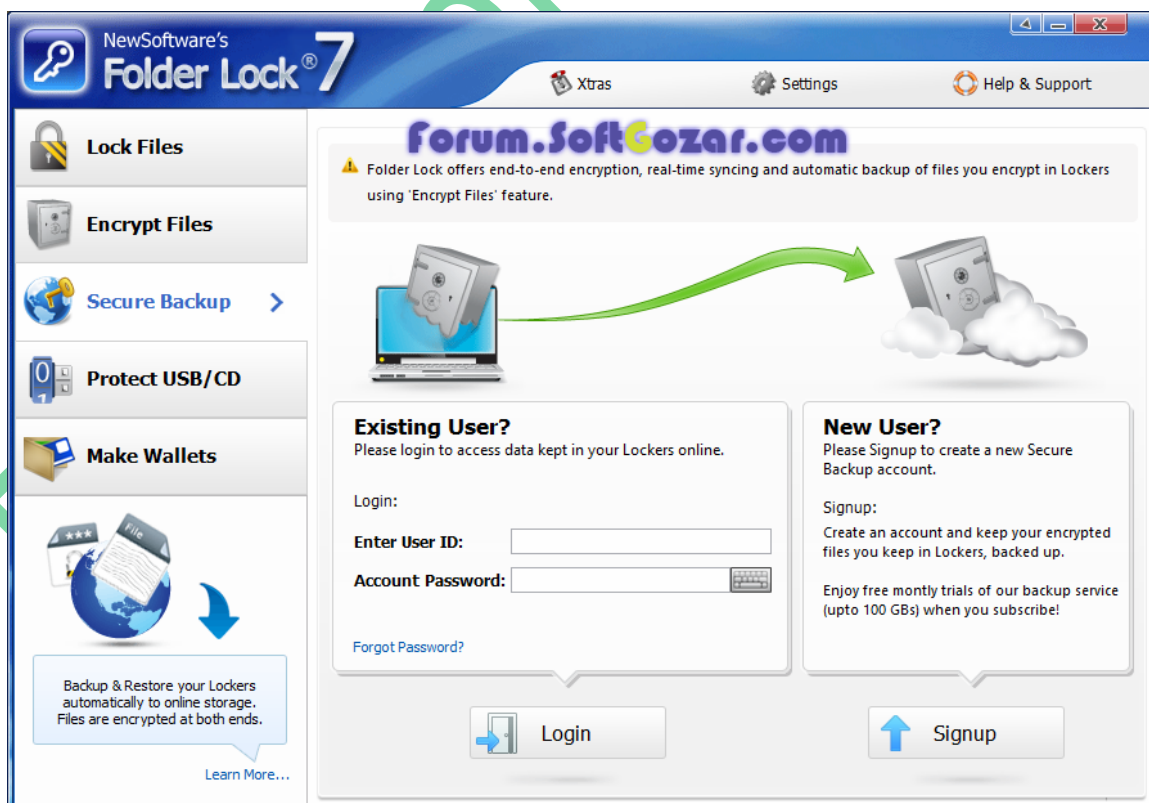 NewSoftware's
Folder Lock ® 7
Xtras
Settings
Help & Support
Lock Files
Encrypt Files
Secure Backup >
Protect USB/CD
Make Wallets
File
***
Backup & Restore your Lockers
automatically to online storage.
Files are encrypted at both ends.
Learn More...
Forum.SoftGozar.com
Folder Lock offers end-to-end encryption, real-time syncing and automatic backup of files you encrypt in Lockers
using 'Encrypt Files' feature.
Existing User?
Please login to access data kept in your Lockers online.
Login:
Enter User ID:
Account Password:
Forgot Password?
Login
New User?
Please Signup to create a new Secure
Backup account.
Signup:
Create an account and keep your encrypted
files you keep in Lockers, backed up.
Enjoy free montly trials of our backup service
(upto 100 GBs) when you subscribe!
Signup